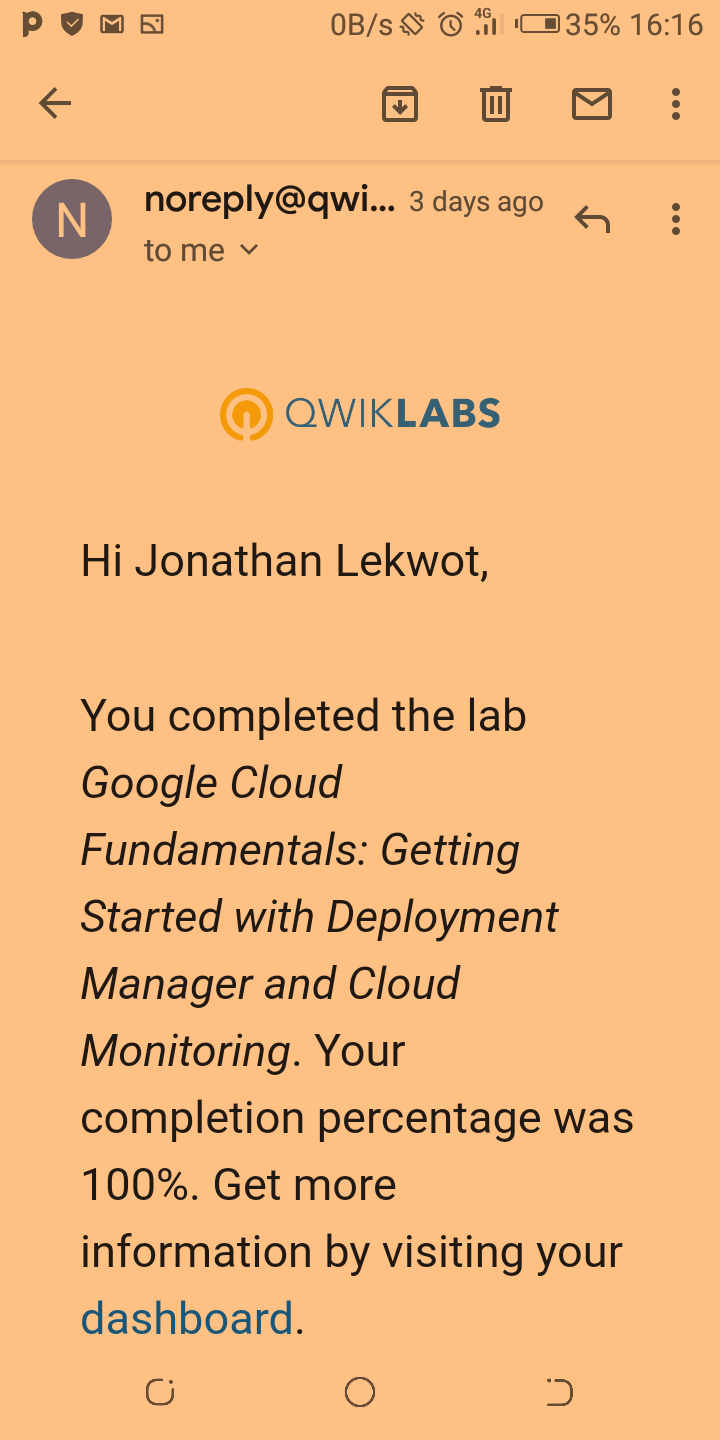 0B/s 4G 35% 16:16
noreply@qwi... 3 days ago
N
to me
QWIKLABS
Hi Jonathan Lekwot,
You completed the lab
Google Cloud
Fundamentals: Getting
Started with Deployment
Manager and Cloud
Monitoring. Your
completion percentage was
100%. Get more
information by visiting your
dashboard.